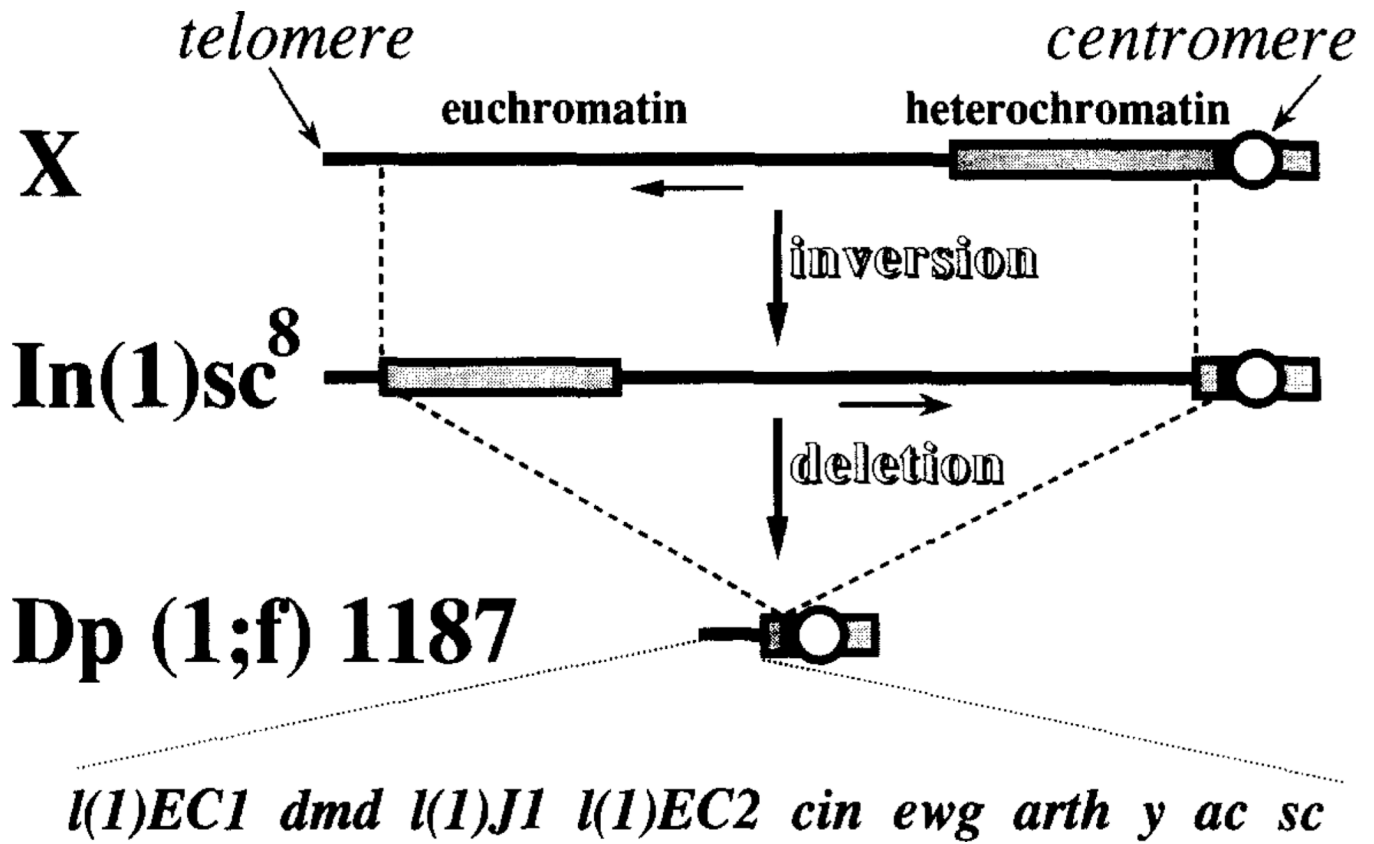 telomere centromere
euchromatin heterochromatin
X
inversion
In(1)sc⁸
deletion
Dp (1;f) 1187
l(1)EC1 dmd l(1)J1 l(1)EC2 cin ewg arth y ac sc